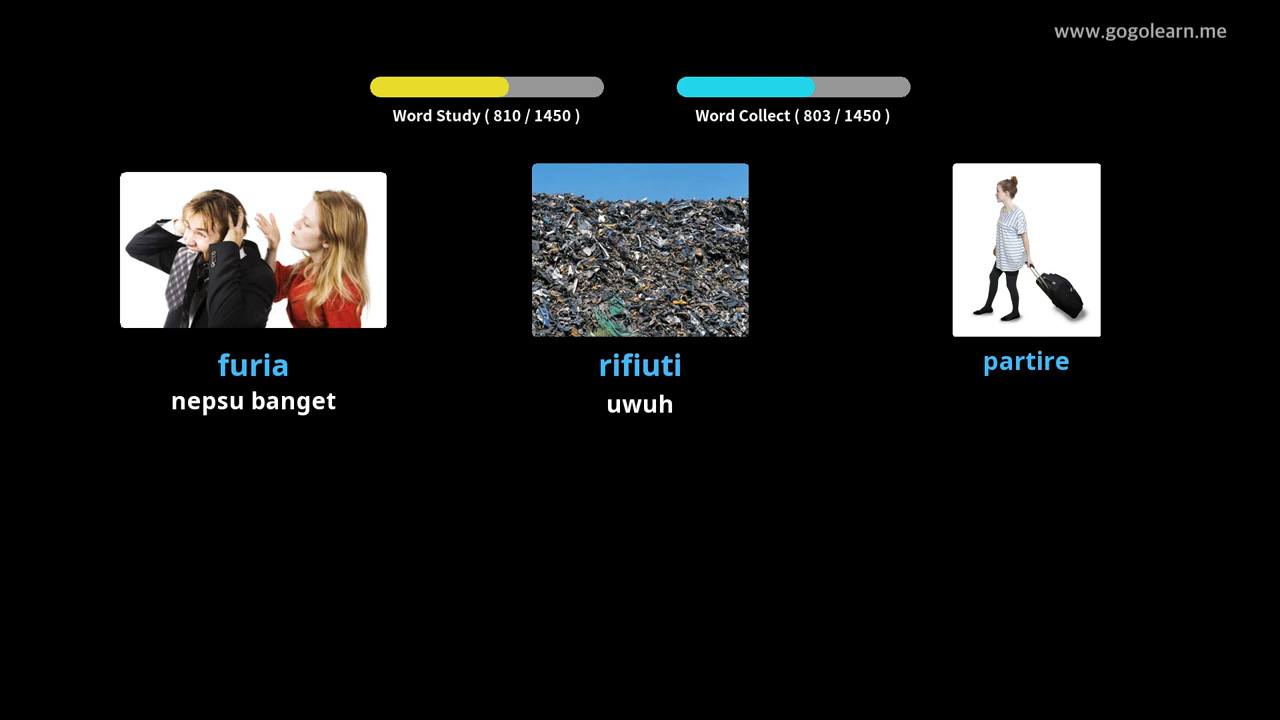 www.gogolearn.me
Word Study ( 810 / 1450 )
Word Collect ( 803 / 1450 )
furia
nepsu banget
rifiuti
uwuh
partire